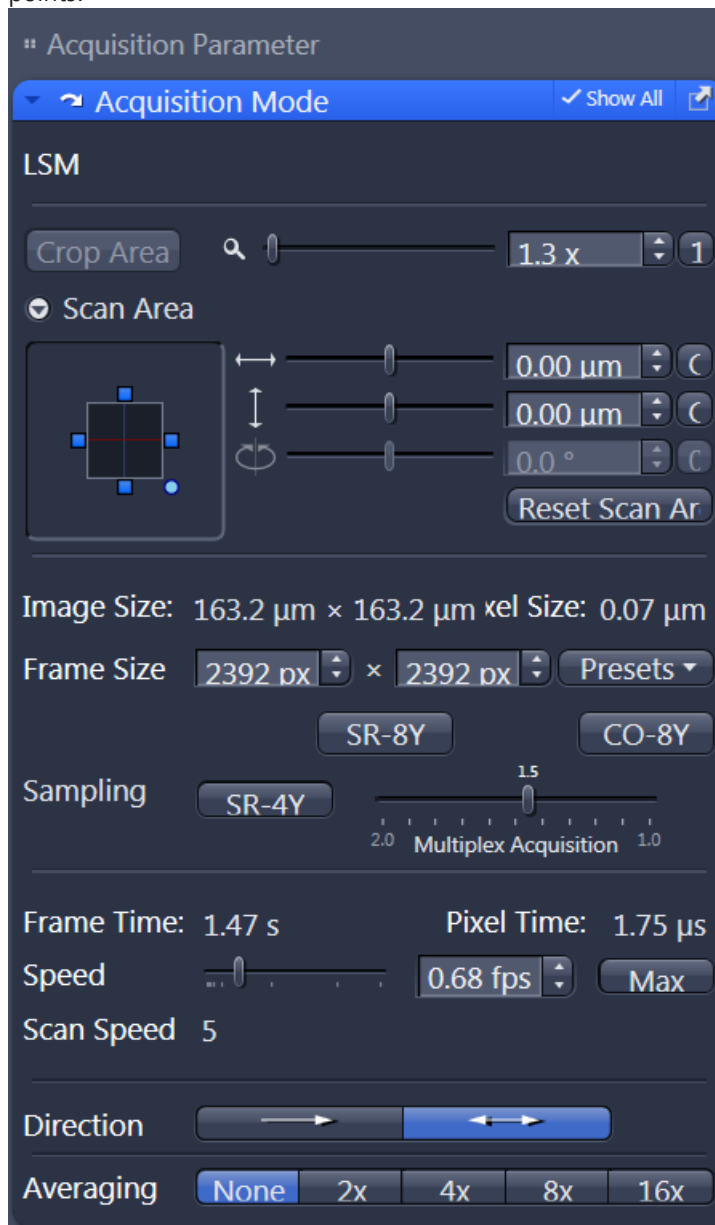 points.
Acquisition Parameter
Acquisition Mode Show All
LSM
Crop Area 1.3 x 1
Scan Area
0.00 µm C
0.00 µm C
0.0 ° C
Reset Scan Ar
Image Size: 163.2 µm × 163.2 µm xel Size: 0.07 µm
Frame Size 2392 px × 2392 px Presets
SR-8Y CO-8Y
1.5
Sampling SR-4Y
2.0 Multiplex Acquisition 1.0
Frame Time: 1.47 s Pixel Time: 1.75 µs
Speed 0.68 fps Max
Scan Speed 5
Direction
Averaging None 2x 4x 8x 16x